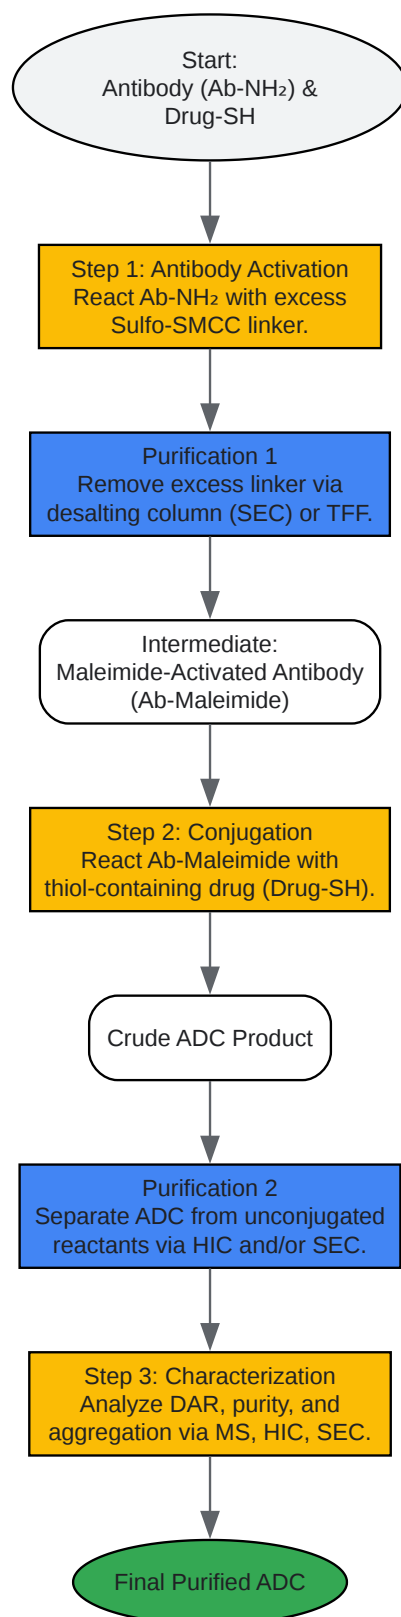 Start:
Antibody (Ab-NH₂) &
Drug-SH
Step 1: Antibody Activation
React Ab-NH₂ with excess
Sulfo-SMCC linker.
Purification 1
Remove excess linker via
desalting column (SEC) or TFF.
Intermediate:
Maleimide-Activated Antibody
(Ab-Maleimide)
Step 2: Conjugation
React Ab-Maleimide with
thiol-containing drug (Drug-SH).
Crude ADC Product
Purification 2
Separate ADC from unconjugated
reactants via HIC and/or SEC.
Step 3: Characterization
Analyze DAR, purity, and
aggregation via MS, HIC, SEC.
Final Purified ADC